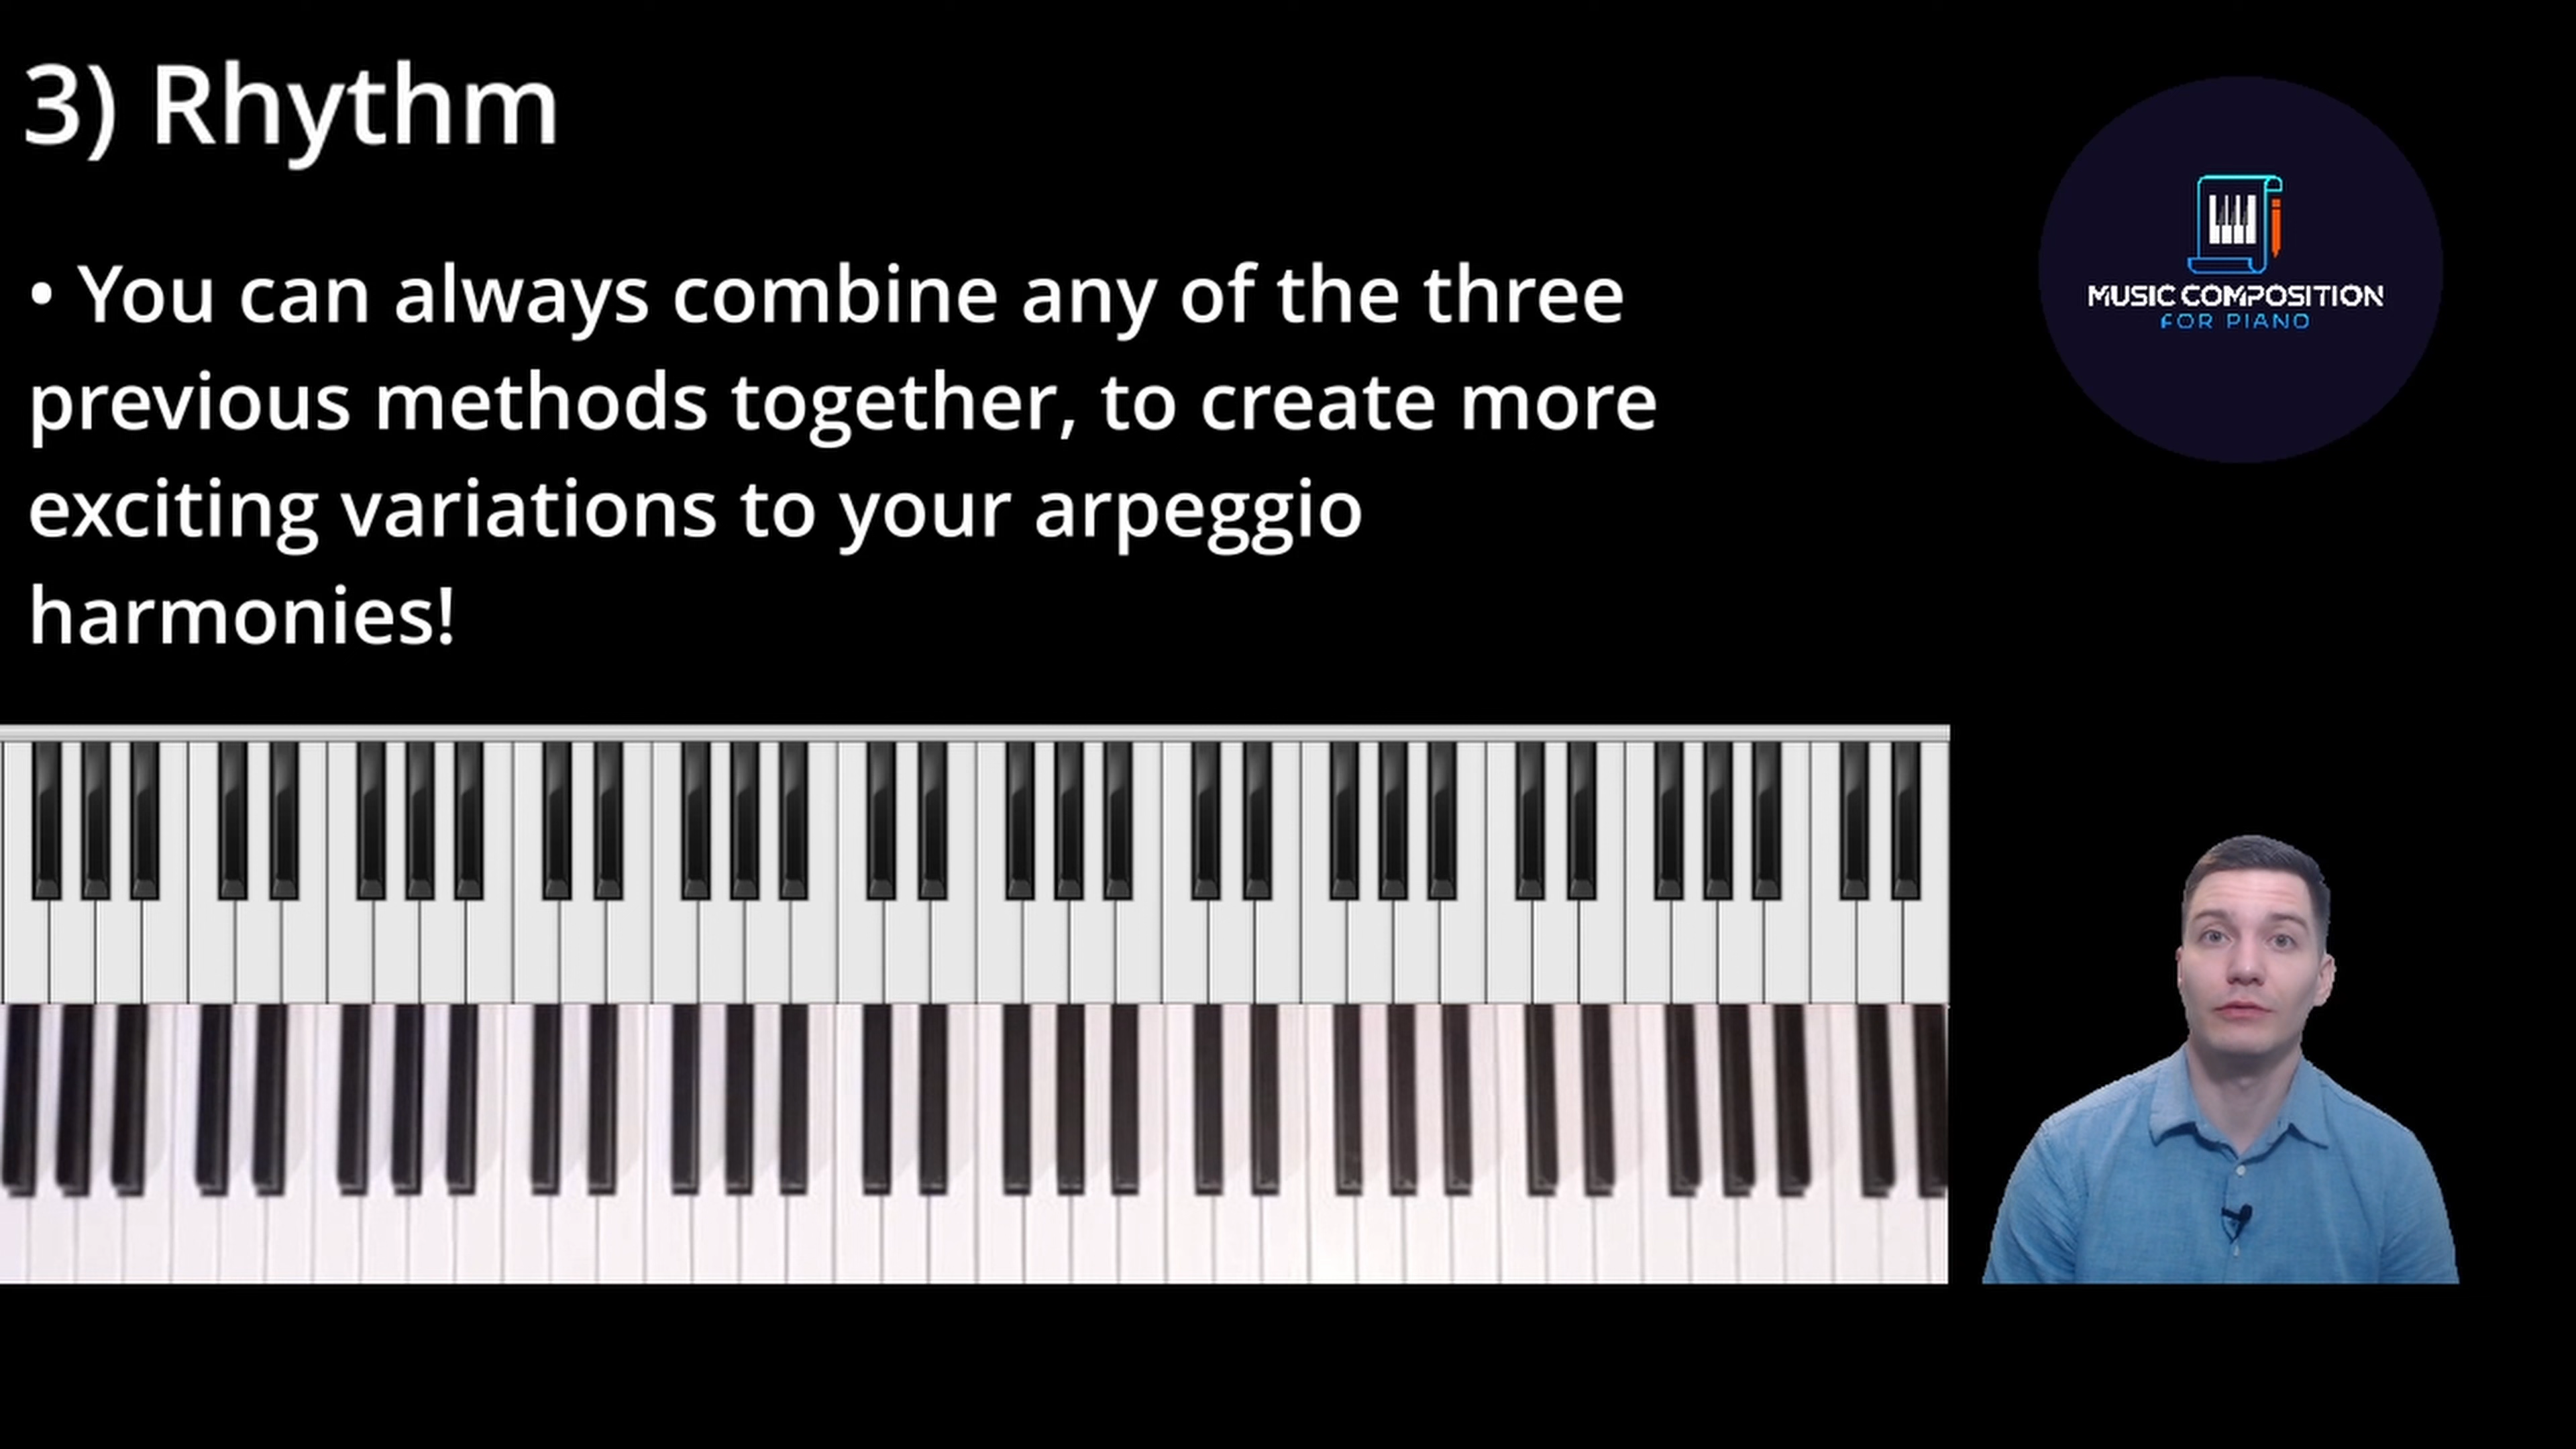 3) Rhythm
• You can always combine any of the three
previous methods together, to create more
exciting variations to your arpeggio
harmonies!
MUSIC COMPOSITION
FOR PIANO